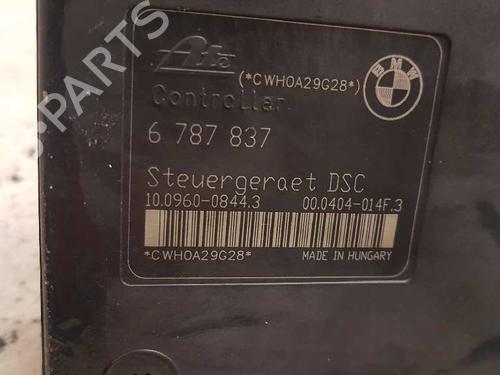 Ate
(*CWH0A29G28*)
BMW
Controller
6 787 837
Steuergeraet DSC
10.0960-0844.3 00.0404-014F.3
*CWH0A29G28*
MADE IN HUNGARY
B-PARTS